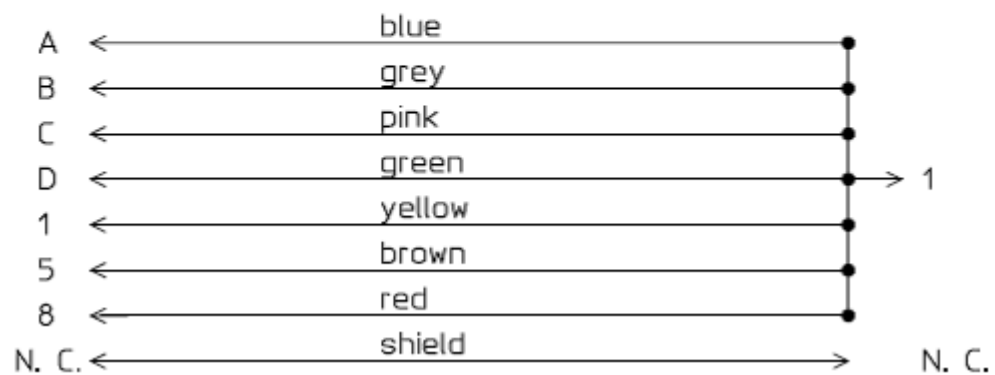 A blue
B grey
C pink
D green 1
1 yellow
5 brown
8 red
N. C. shield N. C.